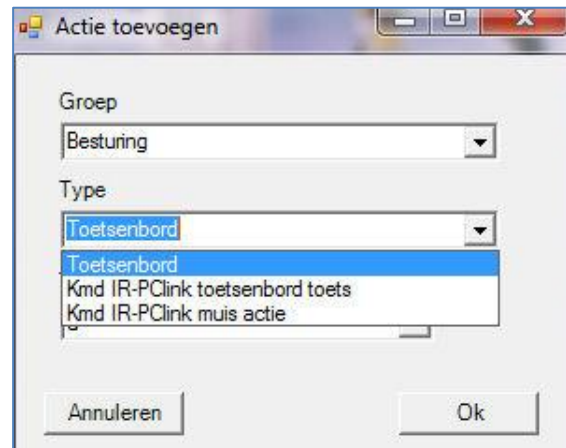 Actie toevoegen
Groep
Besturing
Type
Toetsenbord
Toetsenbord
Kmd IR-PClink toetsenbord toets
Kmd IR-PClink muis actie
Annuleren
Ok